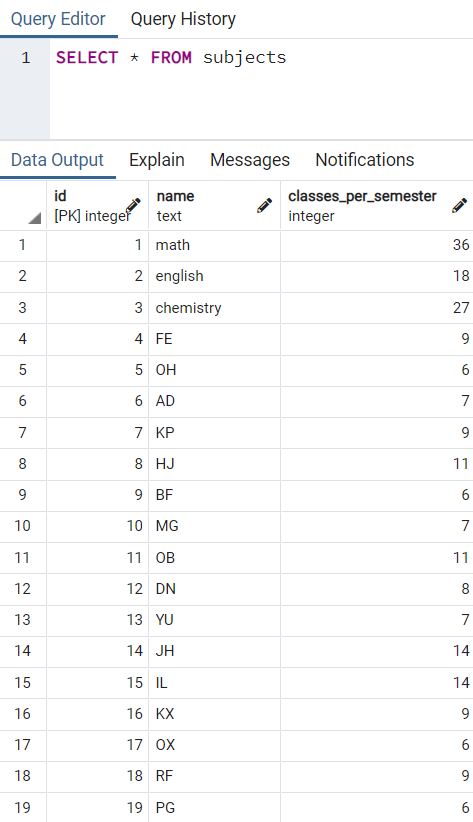 Query Editor Query History
1 SELECT * FROM subjects
Data Output Explain Messages Notifications
id name classes_per_semester
[PK] integer text integer
1 1 math 36
2 2 english 18
3 3 chemistry 27
4 4 FE 9
5 5 OH 6
6 6 AD 7
7 7 KP 9
8 8 HJ 11
9 9 BF 6
10 10 MG 7
11 11 OB 11
12 12 DN 8
13 13 YU 7
14 14 JH 14
15 15 IL 14
16 16 KX 9
17 17 OX 6
18 18 RF 9
19 19 PG 6